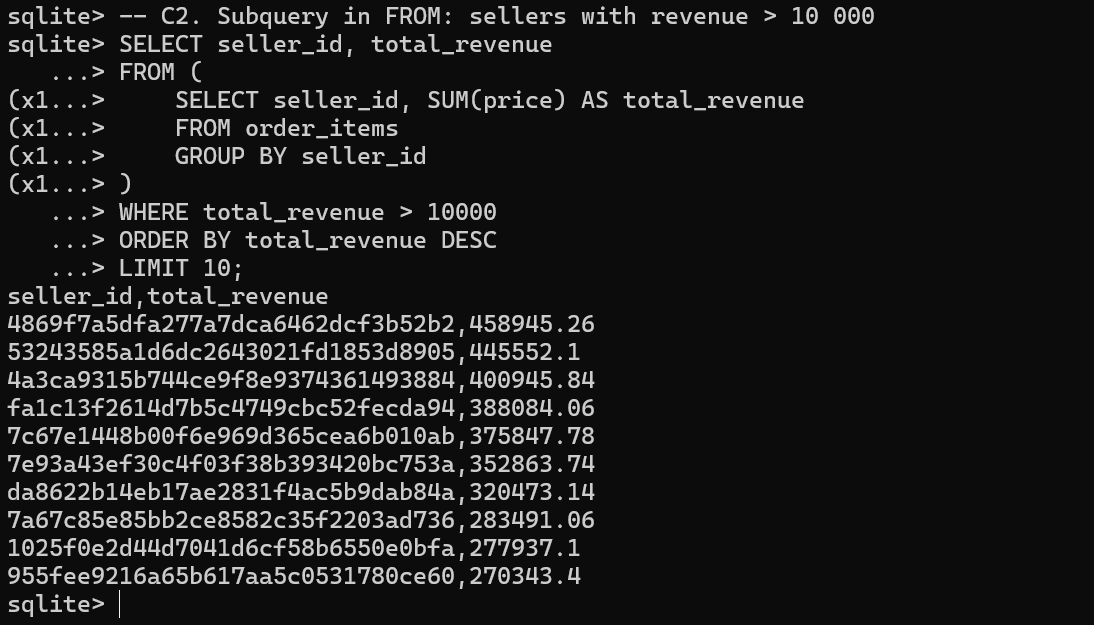 sqlite> -- C2. Subquery in FROM: sellers with revenue > 10 000
sqlite> SELECT seller_id, total_revenue
   ...> FROM (
(x1...>     SELECT seller_id, SUM(price) AS total_revenue
(x1...>     FROM order_items
(x1...>     GROUP BY seller_id
(x1...> )
   ...> WHERE total_revenue > 10000
   ...> ORDER BY total_revenue DESC
   ...> LIMIT 10;
seller_id,total_revenue
4869f7a5dfa277a7dca6462dcf3b52b2,458945.26
53243585a1d6dc2643021fd1853d8905,445552.1
4a3ca9315b744ce9f8e9374361493884,400945.84
fa1c13f2614d7b5c4749cbc52fecda94,388084.06
7c67e1448b00f6e969d365cea6b010ab,375847.78
7e93a43ef30c4f03f38b393420bc753a,352863.74
da8622b14eb17ae2831f4ac5b9dab84a,320473.14
7a67c85e85bb2ce8582c35f2203ad736,283491.06
1025f0e2d44d7041d6cf58b6550e0bfa,277937.1
955fee9216a65b617aa5c0531780ce60,270343.4
sqlite>